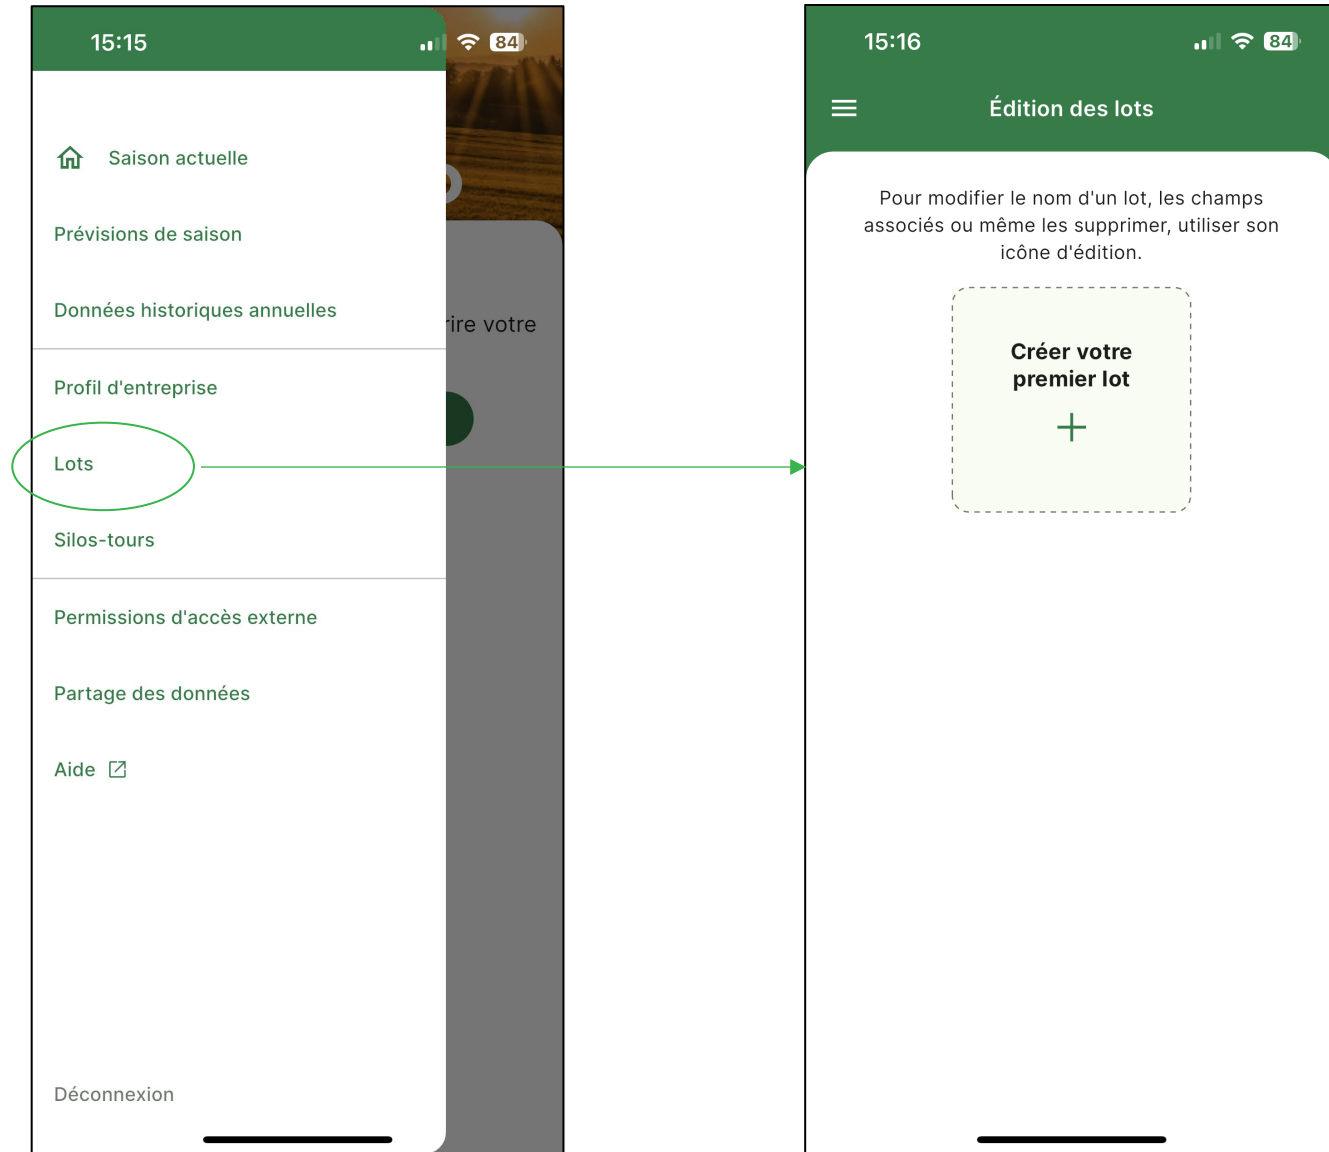 15:15
84
Saison actuelle
Prévisions de saison
Données historiques annuelles
rire votre
Profil d'entreprise
Lots
Silos-tours
Permissions d'accès externe
Partage des données
Aide
Déconnexion
15:16
84
Édition des lots
Pour modifier le nom d'un lot, les champs
associés ou même les supprimer, utiliser son
icône d'édition.
Créer votre
premier lot